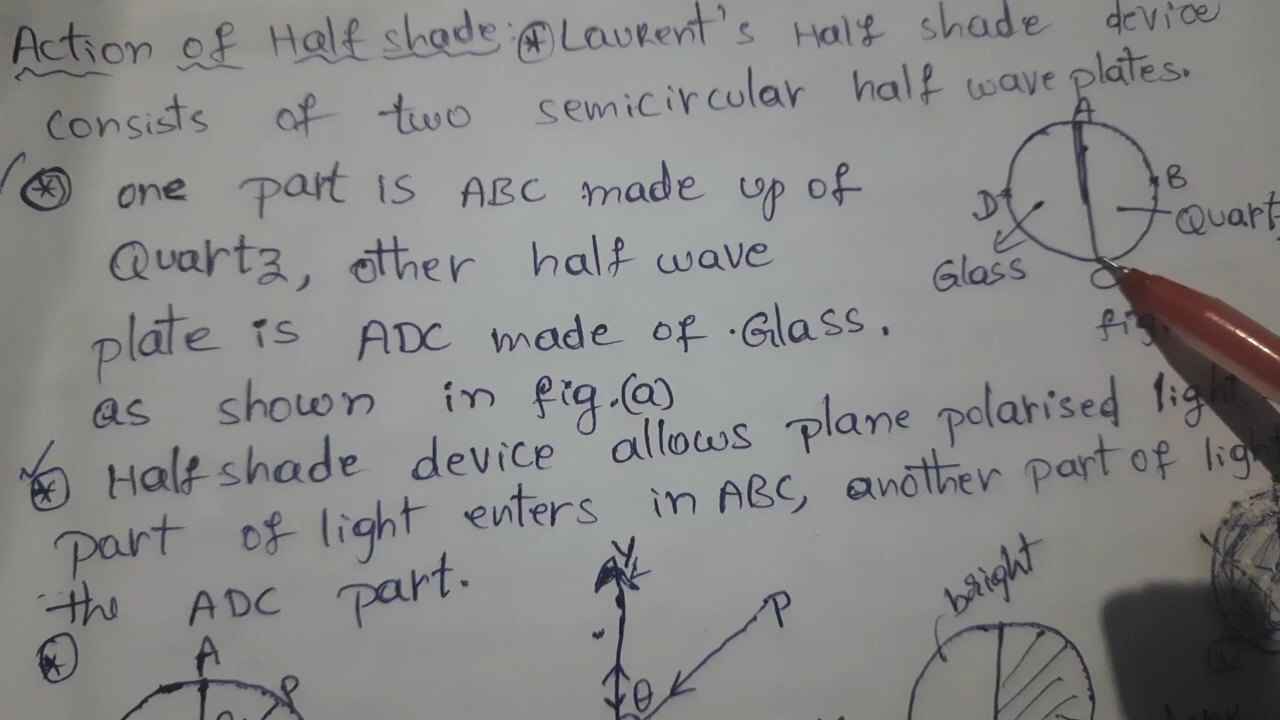 Action of Half shade: * Laurent's Half shade device
consists of two semicircular half wave plates.
* one part is ABC made up of
Quartz, other half wave
plate is ADC made of Glass.
as shown in fig.(a)
* Half shade device allows plane polarised
part of light enters in ABC, another part of
the ADC part.
*
A
B
D
Quart
Glass
C
fig.
A
P
Y
P
θ
bright